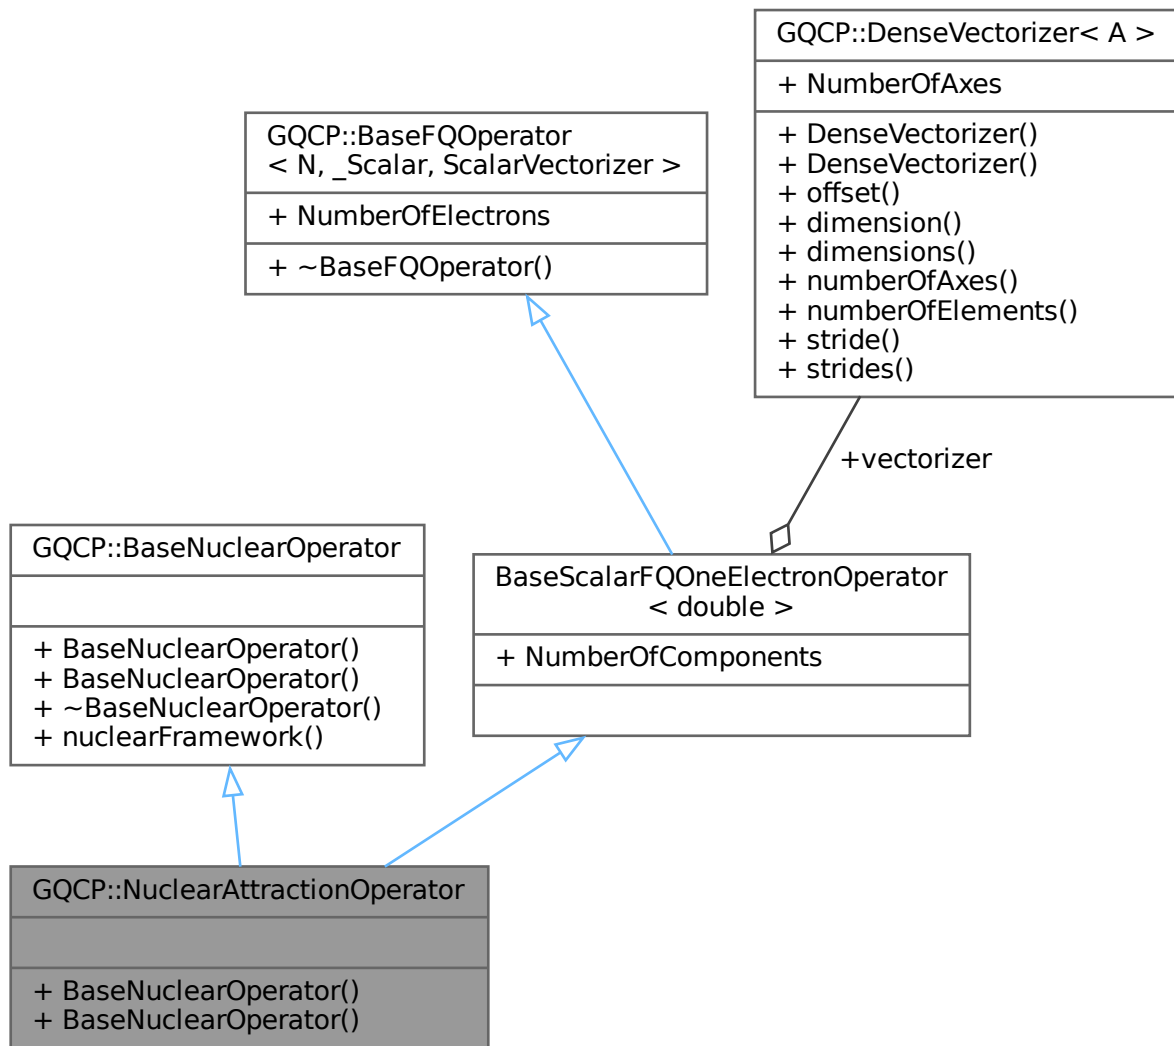 GQCP::DenseVectorizer< A >
+ NumberOfAxes
+ DenseVectorizer()
+ DenseVectorizer()
+ offset()
+ dimension()
+ dimensions()
+ numberOfAxes()
+ numberOfElements()
+ stride()
+ strides()
GQCP::BaseFQOperator
< N, _Scalar, ScalarVectorizer >
+ NumberOfElectrons
+ ~BaseFQOperator()
+vectorizer
GQCP::BaseNuclearOperator
+ BaseNuclearOperator()
+ BaseNuclearOperator()
+ ~BaseNuclearOperator()
+ nuclearFramework()
BaseScalarFQOneElectronOperator
< double >
+ NumberOfComponents
GQCP::NuclearAttractionOperator
+ BaseNuclearOperator()
+ BaseNuclearOperator()